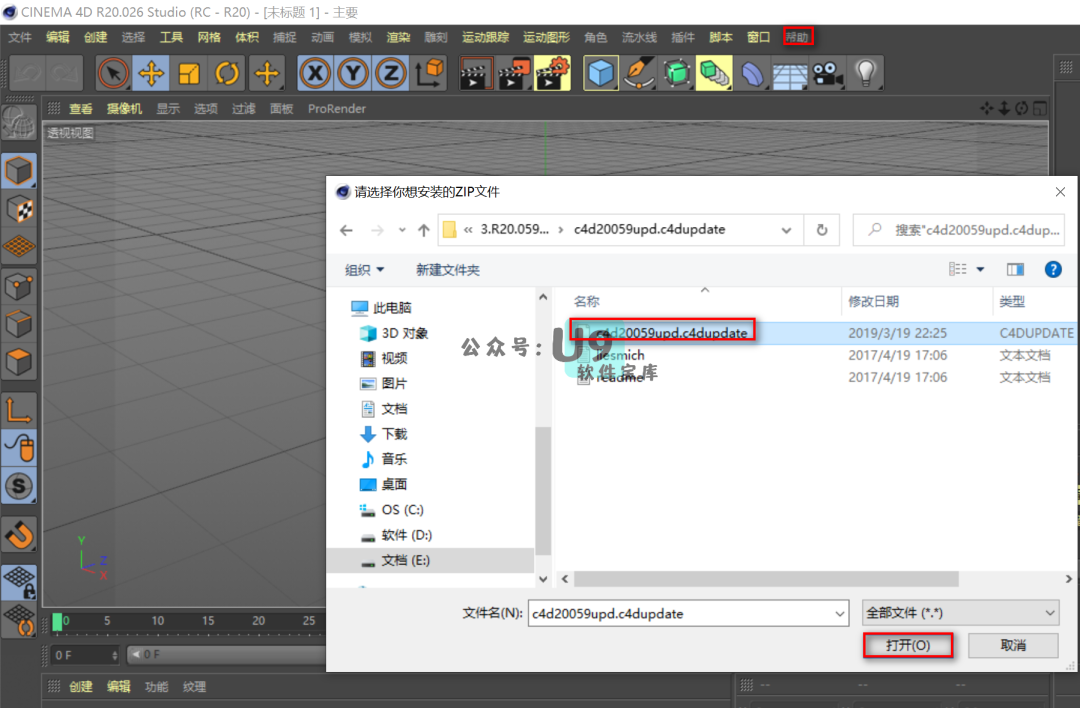 CINEMA 4D R20.026 Studio (RC - R20) - [未标题 1] - 主要
文件 编辑 创建 选择 工具 网格 体积 捕捉 动画 模拟 渲染 雕刻 运动跟踪 运动图形 角色 流水线 插件 脚本 窗口 帮助
X Y Z
查看 摄像机 显示 选项 过滤 面板 ProRender
透视视图
请选择你想安装的ZIP文件
« 3.R20.059... › c4d20059upd.c4dupdate
搜索"c4d20059upd.c4dup...
组织 新建文件夹
名称 修改日期 类型
此电脑
3D 对象
视频
图片
文档
下载
音乐
桌面
OS (C:)
软件 (D:)
文档 (E:)
c4d20059upd.c4dupdate 2019/3/19 22:25 C4DUPDATE
liesmich 2017/4/19 17:06 文本文档
readme 2017/4/19 17:06 文本文档
公众号:U9
软件宝库
文件名(N): c4d20059upd.c4dupdate 全部文件 (*.*)
打开(O) 取消
S
Y
Z
X
0 5 10 15 20 25
0 F 0 F
创建 编辑 功能 纹理
-- -- --